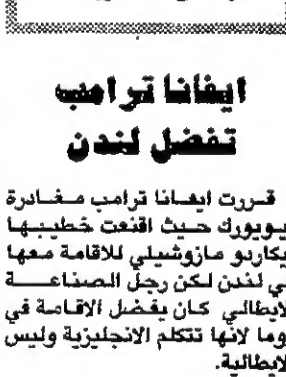 ايفانا ترامب
تفضل لندن
قررت ايفانا ترامب مغادرة
يويورك حيث اقنعت خطيبها
يكاردو مازوشيلي للاقامة معها
ي لندن لكن رجل الصناعة
لايطالي كان يفضل الاقامة في
وما لانها تتكلم الانجليزية وليس
لايطالية.